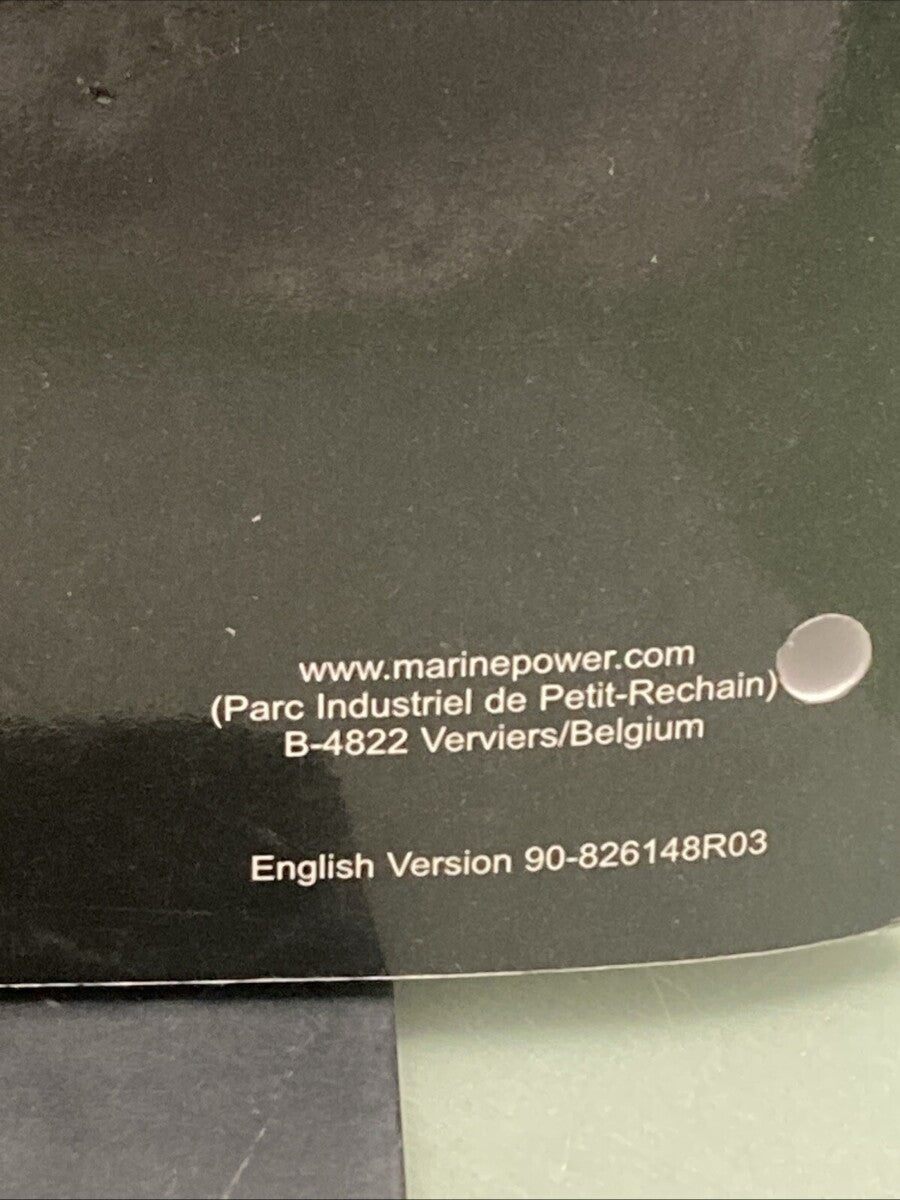 www.marinepower.com
(Parc Industriel de Petit-Rechain)
B-4822 Verviers/Belgium
English Version 90-826148R03